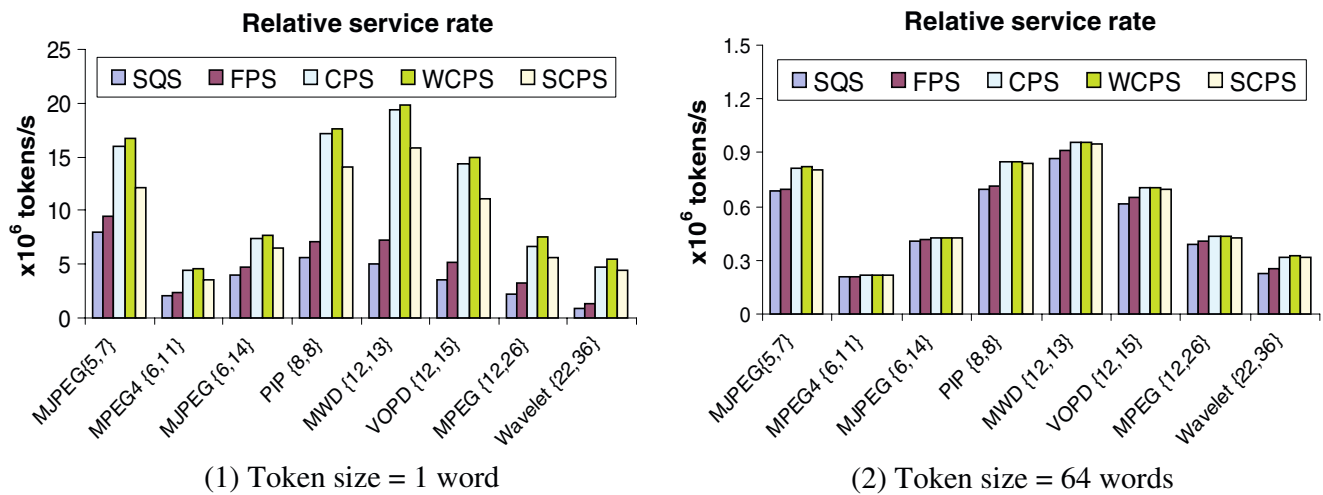 Relative service rate
25
20
15
10
5
0
x10^6 tokens/s
SQS FPS CPS WCPS SCPS
MJPEG{5,7}
MPEG4 {6,11}
MJPEG {6,14}
PIP {8,8}
MWD {12,13}
VOPD {12,15}
MPEG {12,26}
Wavelet {22,36}
(1) Token size = 1 word
Relative service rate
1.5
1.2
0.9
0.6
0.3
0
x10^6 tokens/s
SQS FPS CPS WCPS SCPS
MJPEG{5,7}
MPEG4 {6,11}
MJPEG {6,14}
PIP {8,8}
MWD {12,13}
VOPD {12,15}
MPEG {12,26}
Wavelet {22,36}
(2) Token size = 64 words